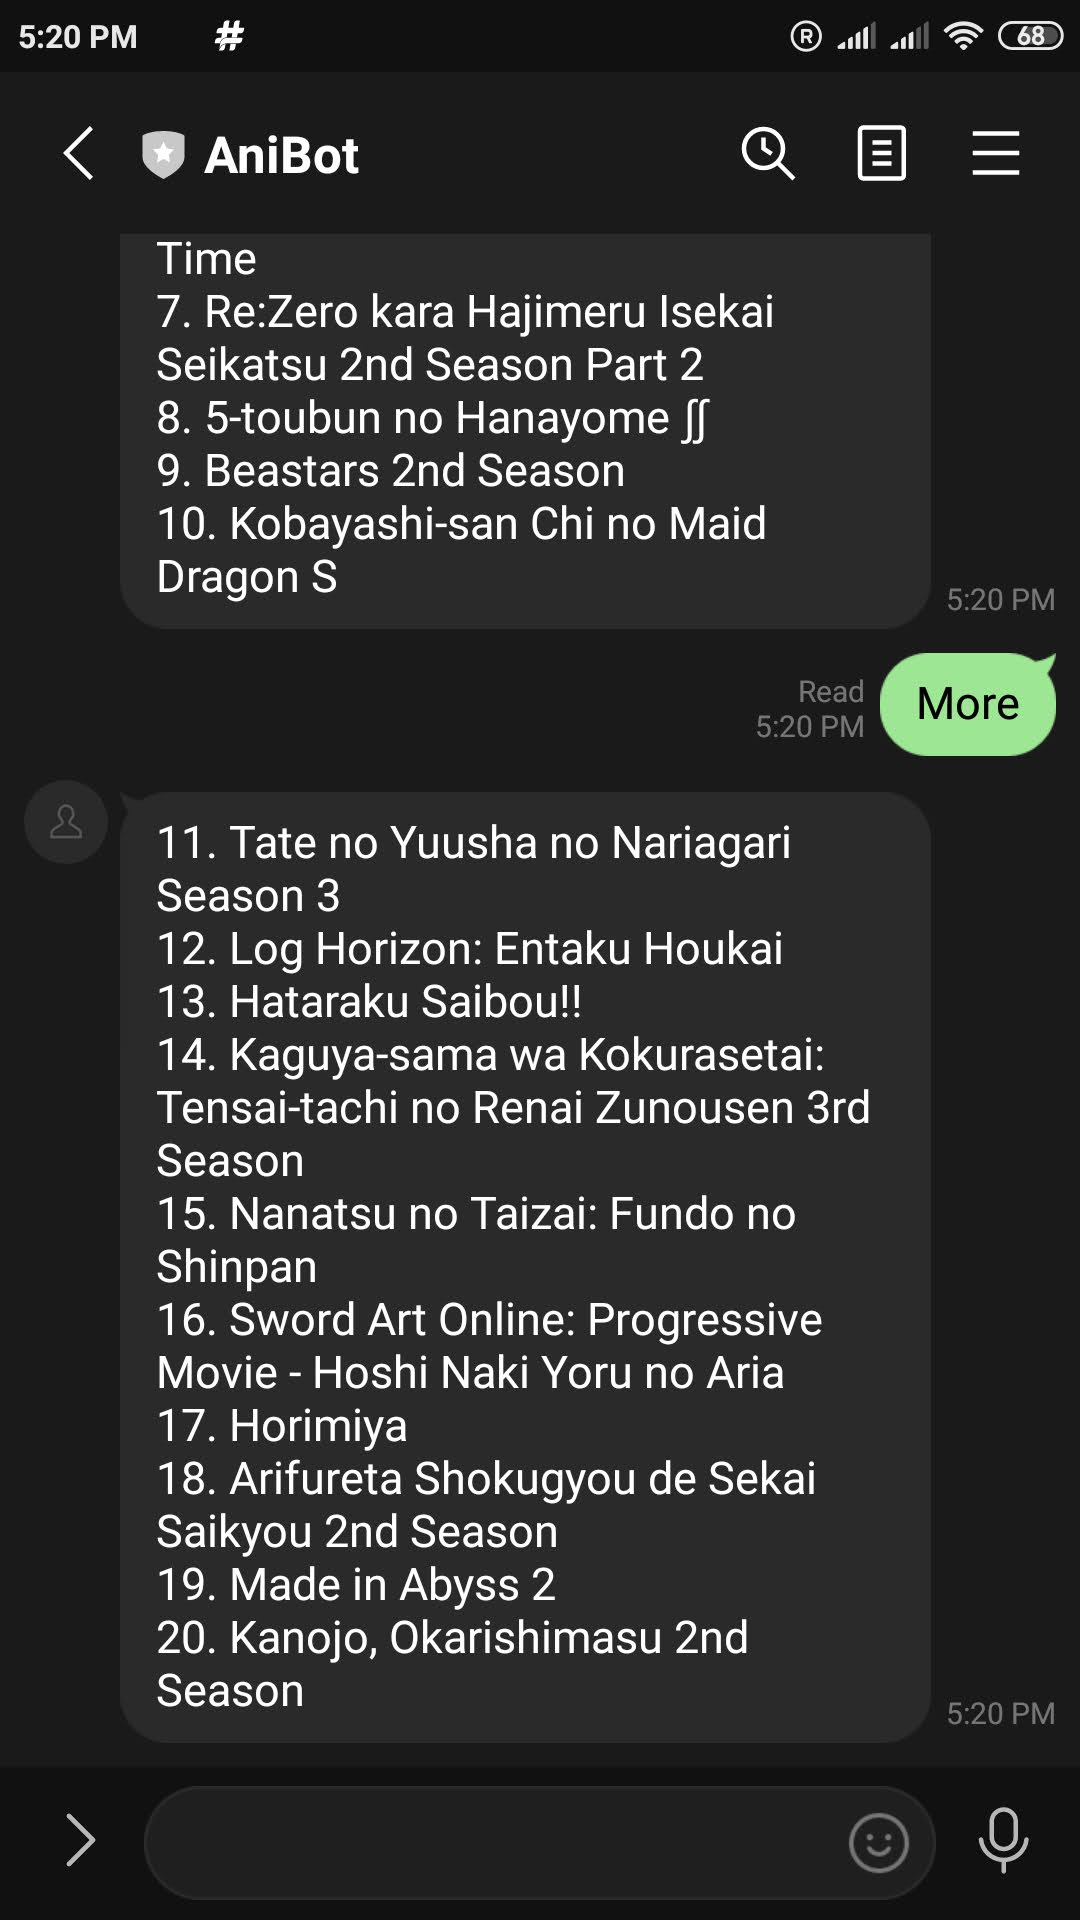 5:20 PM # R 68
AniBot
Time
7. Re:Zero kara Hajimeru Isekai
Seikatsu 2nd Season Part 2
8. 5-toubun no Hanayome ∬
9. Beastars 2nd Season
10. Kobayashi-san Chi no Maid
Dragon S
5:20 PM
Read
5:20 PM
More
11. Tate no Yuusha no Nariagari
Season 3
12. Log Horizon: Entaku Houkai
13. Hataraku Saibou!!
14. Kaguya-sama wa Kokurasetai:
Tensai-tachi no Renai Zunousen 3rd
Season
15. Nanatsu no Taizai: Fundo no
Shinpan
16. Sword Art Online: Progressive
Movie - Hoshi Naki Yoru no Aria
17. Horimiya
18. Arifureta Shokugyou de Sekai
Saikyou 2nd Season
19. Made in Abyss 2
20. Kanojo, Okarishimasu 2nd
Season
5:20 PM